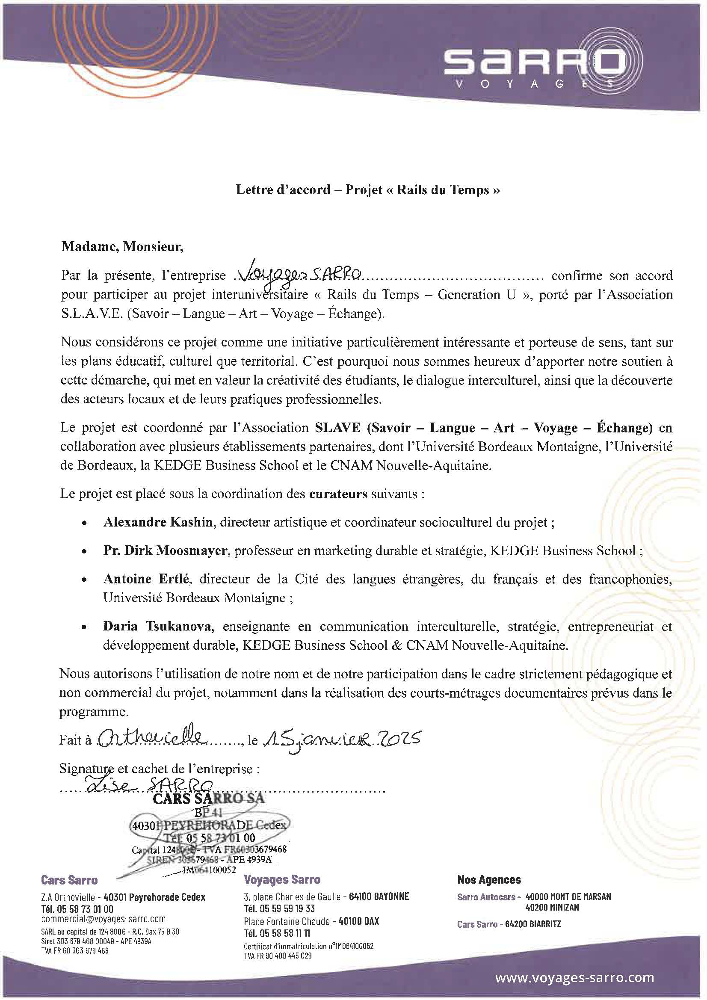 SARRO
VOYAGES
Lettre d'accord – Projet « Rails du Temps »
Madame, Monsieur,
Par la présente, l'entreprise .Voyages SARRO........................................ confirme son accord
pour participer au projet interuniversitaire « Rails du Temps – Generation U », porté par l'Association
S.L.A.V.E. (Savoir – Langue – Art – Voyage – Échange).
Nous considérons ce projet comme une initiative particulièrement intéressante et porteuse de sens, tant sur
les plans éducatif, culturel que territorial. C'est pourquoi nous sommes heureux d'apporter notre soutien à
cette démarche, qui met en valeur la créativité des étudiants, le dialogue interculturel, ainsi que la découverte
des acteurs locaux et de leurs pratiques professionnelles.
Le projet est coordonné par l'Association SLAVE (Savoir – Langue – Art – Voyage – Échange) en
collaboration avec plusieurs établissements partenaires, dont l'Université Bordeaux Montaigne, l'Université
de Bordeaux, la KEDGE Business School et le CNAM Nouvelle-Aquitaine.
Le projet est placé sous la coordination des curateurs suivants :
• Alexandre Kashin, directeur artistique et coordinateur socioculturel du projet ;
• Pr. Dirk Moosmayer, professeur en marketing durable et stratégie, KEDGE Business School ;
• Antoine Ertlé, directeur de la Cité des langues étrangères, du français et des francophonies,
Université Bordeaux Montaigne ;
• Daria Tsukanova, enseignante en communication interculturelle, stratégie, entrepreneuriat et
développement durable, KEDGE Business School & CNAM Nouvelle-Aquitaine.
Nous autorisons l'utilisation de notre nom et de notre participation dans le cadre strictement pédagogique et
non commercial du projet, notamment dans la réalisation des courts-métrages documentaires prévus dans le
programme.
Fait à Orthevielle......., le 15 janvier 2025
Signature et cachet de l'entreprise :
......Lise SARRO......................................
CARS SARRO SA
BP 41
40301 PEYREHORADE Cedex
Tél: 05 58 73 01 00
Capital 124800€ - TVA FR60303679468
SIREN 303679468 - APE 4939A
IM064100052
Cars Sarro
Z.A Orthevielle - 40301 Peyrehorade Cedex
Tél. 05 58 73 01 00
commercial@voyages-sarro.com
SARL au capital de 124 800€ - R.C. Dax 75 B 30
Siret 303 679 468 00049 - APE 4939A
TVA FR 60 303 679 468
Voyages Sarro
3, place Charles de Gaulle - 64100 BAYONNE
Tél. 05 59 59 19 33
Place Fontaine Chaude - 40100 DAX
Tél. 05 58 58 11 11
Certificat d'immatriculation n°IM064100052
TVA FR 90 400 445 029
Nos Agences
Sarro Autocars - 40000 MONT DE MARSAN
40200 MIMIZAN
Cars Sarro - 64200 BIARRITZ
www.voyages-sarro.com